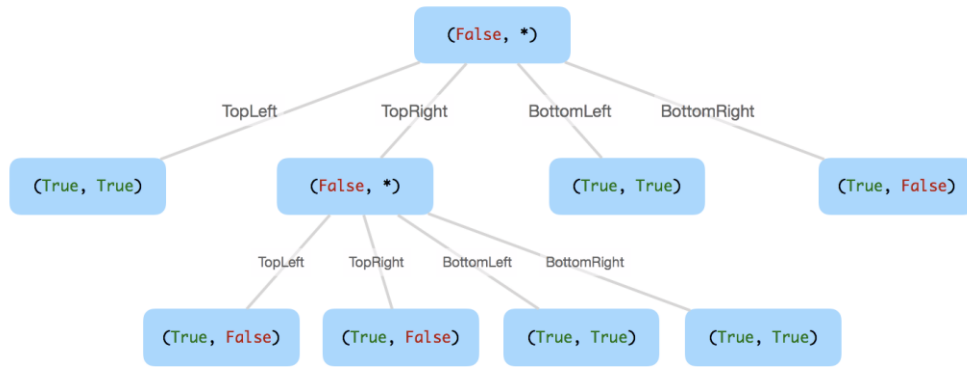 (False, *)
TopLeft TopRight BottomLeft BottomRight
(True, True) (False, *) (True, True) (True, False)
TopLeft TopRight BottomLeft BottomRight
(True, False) (True, False) (True, True) (True, True)